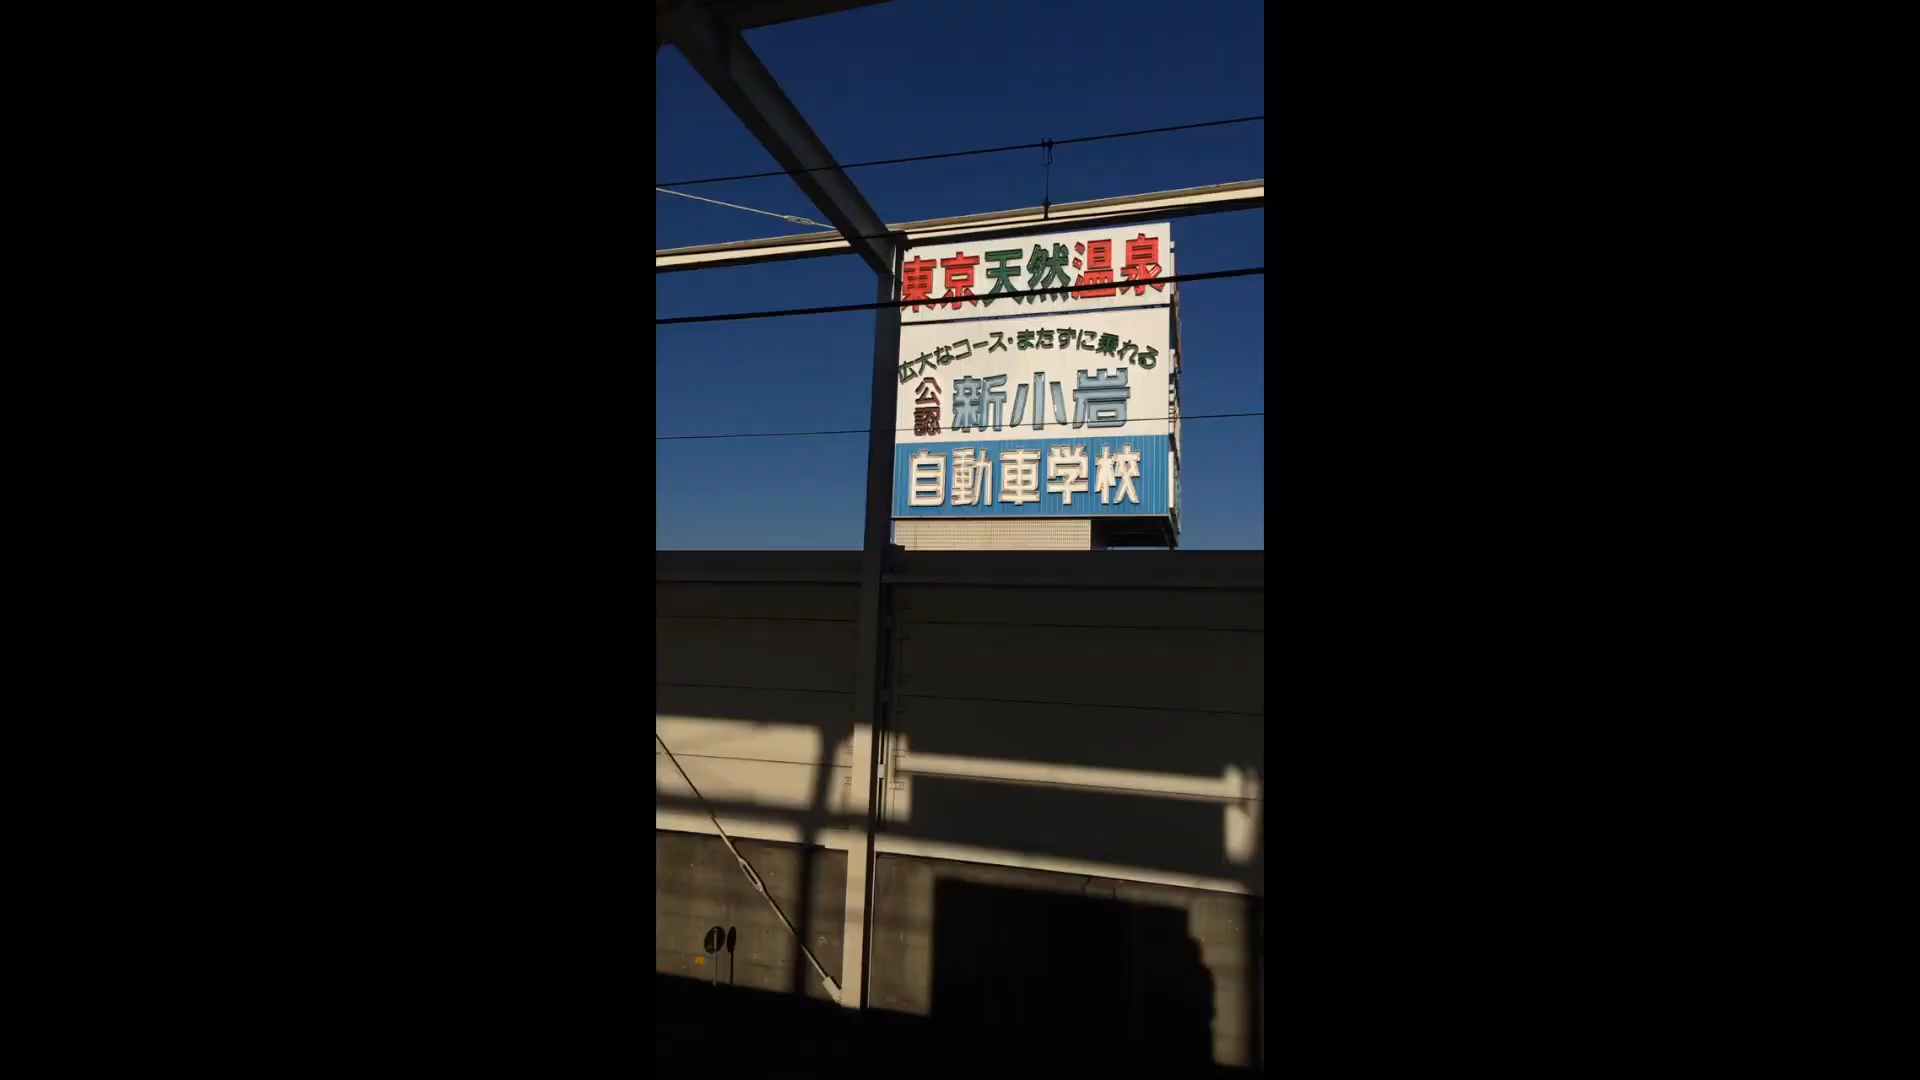 東京天然温泉
広大なコース・またずに乗れる
公認 新小岩
自動車学校